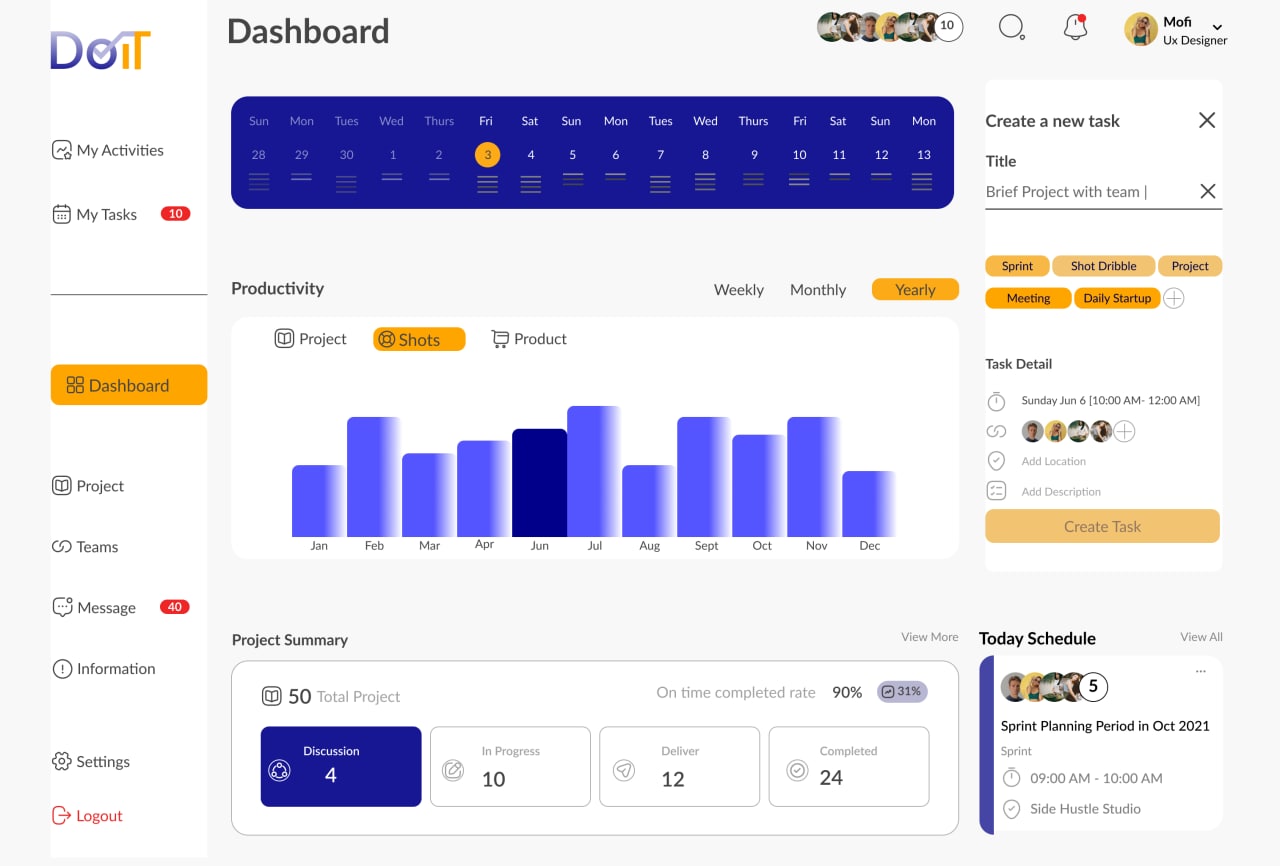 DoIT
Dashboard
10
Mofi
Ux Designer
My Activities
My Tasks 10
Dashboard
Project
Teams
Message 40
Information
Settings
Logout
Sun Mon Tues Wed Thurs Fri Sat Sun Mon Tues Wed Thurs Fri Sat Sun Mon
28 29 30 1 2 3 4 5 6 7 8 9 10 11 12 13
Productivity
Weekly Monthly Yearly
Project Shots Product
Jan Feb Mar Apr Jun Jul Aug Sept Oct Nov Dec
Project Summary
View More
50 Total Project
On time completed rate 90% 31%
Discussion
4
In Progress
10
Deliver
12
Completed
24
Create a new task
Title
Brief Project with team |
Sprint Shot Dribble Project
Meeting Daily Startup
Task Detail
Sunday Jun 6 [10:00 AM- 12:00 AM]
Add Location
Add Description
Create Task
Today Schedule
View All
...
5
Sprint Planning Period in Oct 2021
Sprint
09:00 AM - 10:00 AM
Side Hustle Studio